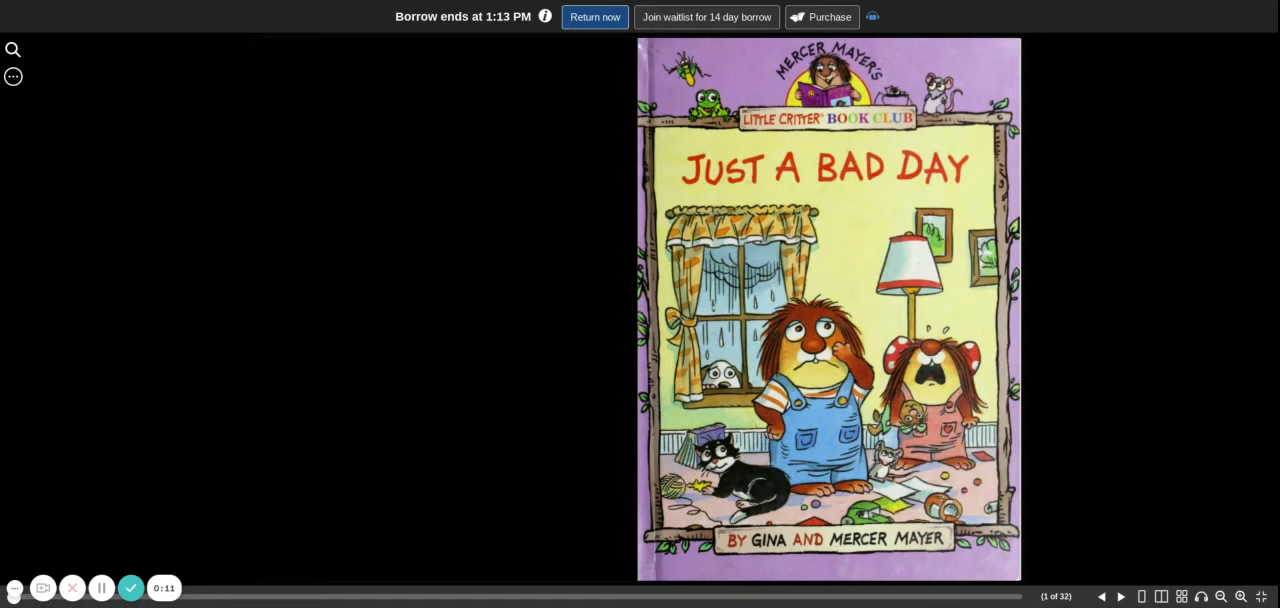 Borrow ends at 1:13 PM
Return now
Join waitlist for 14 day borrow
Purchase
MERCER MAYER'S
LITTLE CRITTER® BOOK CLUB
JUST A BAD DAY
BY GINA AND MERCER MAYER
0:11
(1 of 32)